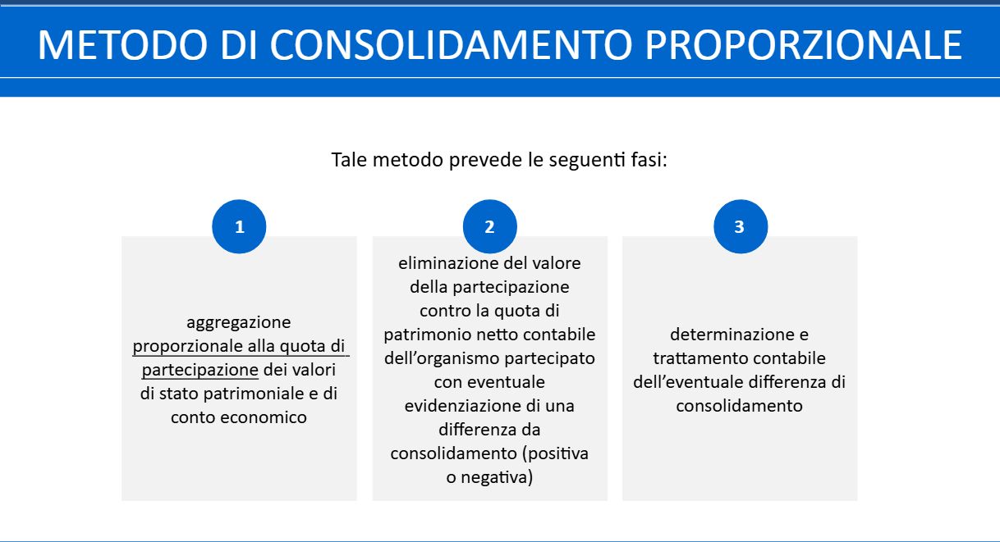 METODO DI CONSOLIDAMENTO PROPORZIONALE
Tale metodo prevede le seguenti fasi:
1
aggregazione
proporzionale alla quota di
partecipazione dei valori
di stato patrimoniale e di
conto economico
2
eliminazione del valore
della partecipazione
contro la quota di
patrimonio netto contabile
dell’organismo partecipato
con eventuale
evidenziazione di una
differenza da
consolidamento (positiva
o negativa)
3
determinazione e
trattamento contabile
dell’eventuale differenza di
consolidamento